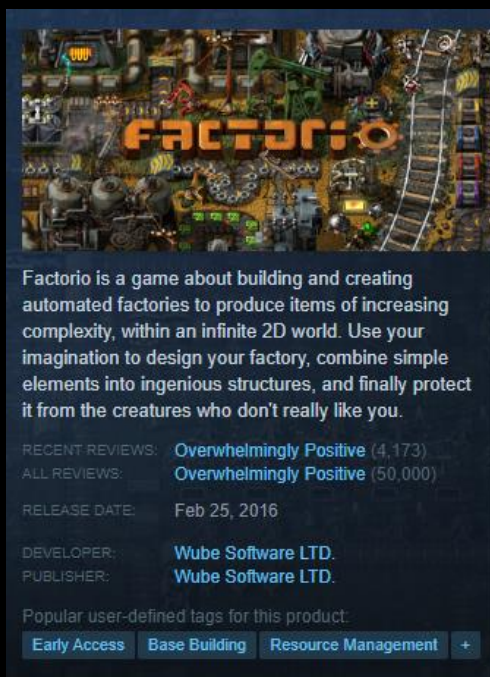 FACTORIO
Factorio is a game about building and creating
automated factories to produce items of increasing
complexity, within an infinite 2D world. Use your
imagination to design your factory, combine simple
elements into ingenious structures, and finally protect
it from the creatures who don't really like you.
RECENT REVIEWS: Overwhelmingly Positive (4,173)
ALL REVIEWS: Overwhelmingly Positive (50,000)
RELEASE DATE: Feb 25, 2016
DEVELOPER: Wube Software LTD.
PUBLISHER: Wube Software LTD.
Popular user-defined tags for this product:
Early Access Base Building Resource Management +